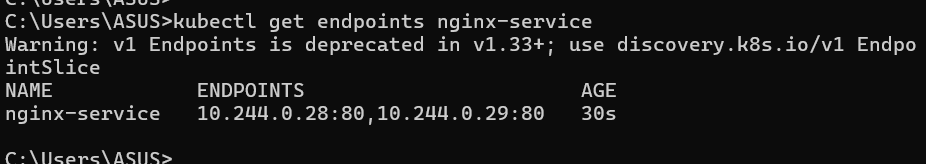 C:\Users\ASUS>
C:\Users\ASUS>kubectl get endpoints nginx-service
Warning: v1 Endpoints is deprecated in v1.33+; use discovery.k8s.io/v1 Endpo
intSlice
NAME ENDPOINTS AGE
nginx-service 10.244.0.28:80,10.244.0.29:80 30s
C:\Users\ASUS>